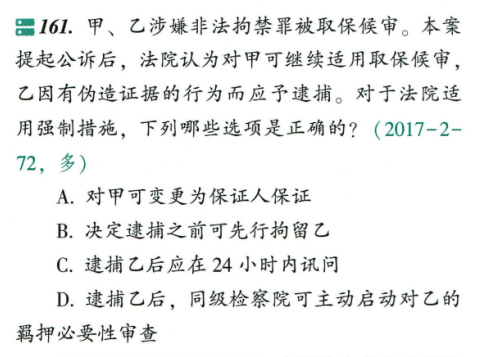 161. 甲、乙涉嫌非法拘禁罪被取保候审。本案
提起公诉后，法院认为对甲可继续适用取保候审，
乙因有伪造证据的行为而应予逮捕。对于法院适
用强制措施，下列哪些选项是正确的？（2017-2-
72，多）
A. 对甲可变更为保证人保证
B. 决定逮捕之前可先行拘留乙
C. 逮捕乙后应在 24 小时内讯问
D. 逮捕乙后，同级检察院可主动启动对乙的
羁押必要性审查